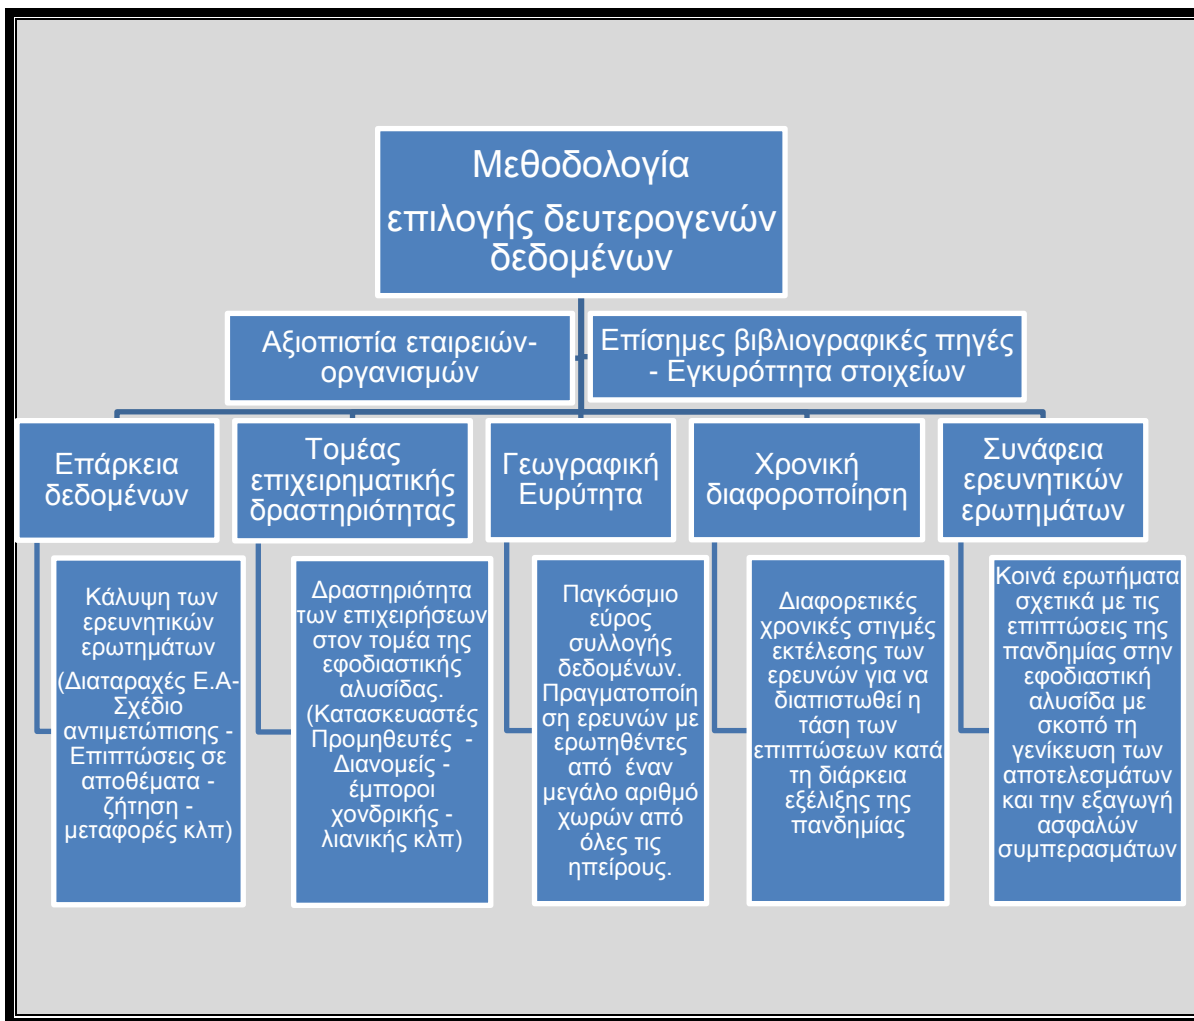 Μεθοδολογία
επιλογής δευτερογενών
δεδομένων
Αξιοπιστία εταιρειών-
οργανισμών
Επίσημες βιβλιογραφικές πηγές
- Εγκυρόττητα στοιχείων
Επάρκεια
δεδομένων
Τομέας
επιχειρηματικής
δραστηριότητας
Γεωγραφική
Ευρύτητα
Χρονική
διαφοροποίηση
Συνάφεια
ερευνητικών
ερωτημάτων
Κάλυψη των
ερευνητικών
ερωτημάτων
(Διαταραχές Ε.Α-
Σχέδιο
αντιμετώπισης -
Επιπτώσεις σε
αποθέματα -
ζήτηση -
μεταφορές κλπ)
Δραστηριότητα
των επιχειρήσεων
στον τομέα της
εφοδιαστικής
αλυσίδας.
(Κατασκευαστές
Προμηθευτές -
Διανομείς -
έμποροι
χονδρικής -
λιανικής κλπ)
Παγκόσμιο
εύρος
συλλογής
δεδομένων.
Πραγματοποίη
ση ερευνών με
ερωτηθέντες
από έναν
μεγάλο αριθμό
χωρών από
όλες τις
ηπείρους.
Διαφορετικές
χρονικές στιγμές
εκτέλεσης των
ερευνών για να
διαπιστωθεί η
τάση των
επιπτώσεων κατά
τη διάρκεια
εξέλιξης της
πανδημίας
Κοινά ερωτήματα
σχετικά με τις
επιπτώσεις της
πανδημίας στην
εφοδιαστική
αλυσίδα με
σκοπό τη
γενίκευση των
αποτελεσμάτων
και την εξαγωγή
ασφαλών
συμπερασμάτων